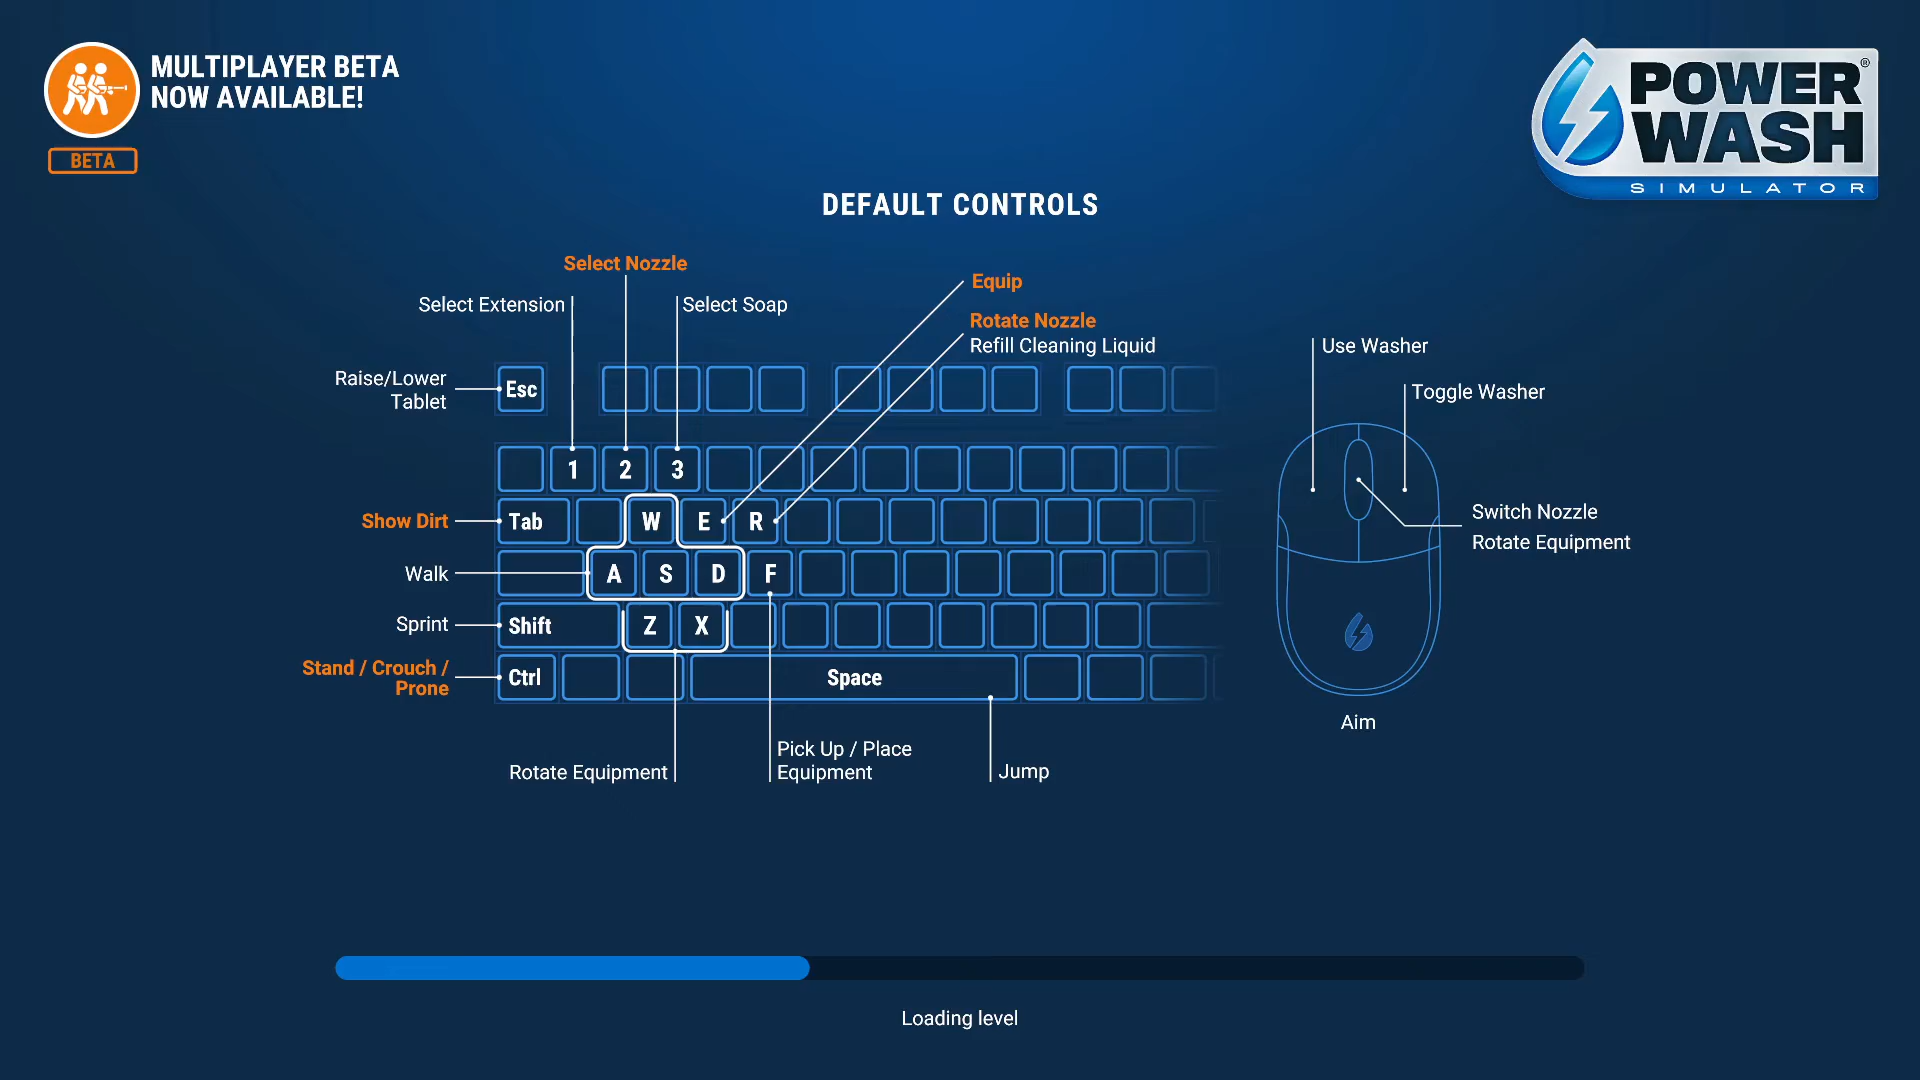 MULTIPLAYER BETA
NOW AVAILABLE!
BETA
POWER®
WASH
SIMULATOR
DEFAULT CONTROLS
Select Nozzle
Select Extension
Select Soap
Equip
Rotate Nozzle
Refill Cleaning Liquid
Raise/Lower
Tablet
Esc
1 2 3
Show Dirt
Tab W E R
Walk
A S D F
Sprint
Shift Z X
Stand / Crouch /
Prone
Ctrl Space
Rotate Equipment
Pick Up / Place
Equipment
Jump
Use Washer
Toggle Washer
Switch Nozzle
Rotate Equipment
Aim
Loading level